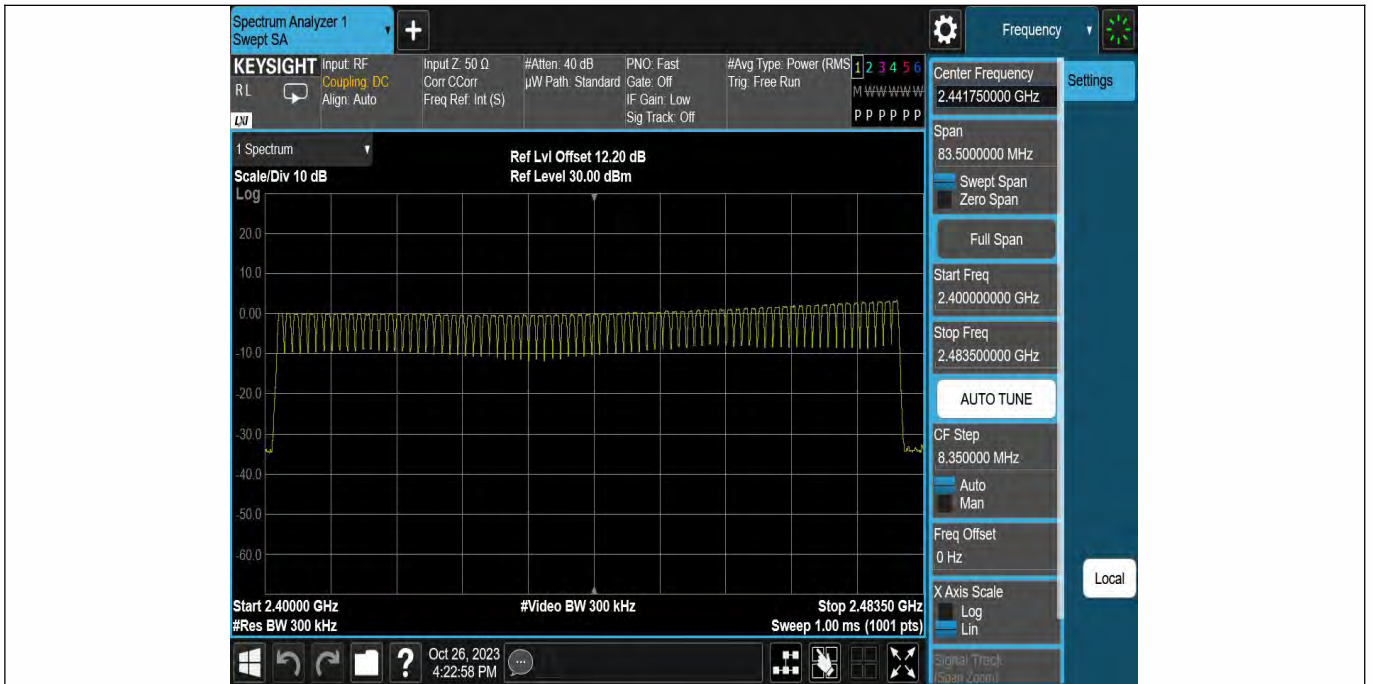 Spectrum Analyzer 1
Swept SA
+
Frequency
KEYSIGHT
RL
LXI
Input: RF
Coupling: DC
Align: Auto
Input Z: 50 Ω
Corr CCorr
Freq Ref: Int (S)
#Atten: 40 dB
µW Path: Standard
PNO: Fast
Gate: Off
IF Gain: Low
Sig Track: Off
#Avg Type: Power (RMS
Trig: Free Run
1 2 3 4 5 6
M W W W W W
P P P P P P
1 Spectrum
Scale/Div 10 dB
Ref Lvl Offset 12.20 dB
Ref Level 30.00 dBm
Log
20.0
10.0
0.00
-10.0
-20.0
-30.0
-40.0
-50.0
-60.0
Start 2.40000 GHz
#Res BW 300 kHz
#Video BW 300 kHz
Stop 2.48350 GHz
Sweep 1.00 ms (1001 pts)
Center Frequency
2.441750000 GHz
Settings
Span
83.5000000 MHz
Swept Span
Zero Span
Full Span
Start Freq
2.400000000 GHz
Stop Freq
2.483500000 GHz
AUTO TUNE
CF Step
8.350000 MHz
Auto
Man
Freq Offset
0 Hz
X Axis Scale
Log
Lin
Signal Track
(Span Zoom)
Local
?
Oct 26, 2023
4:22:58 PM